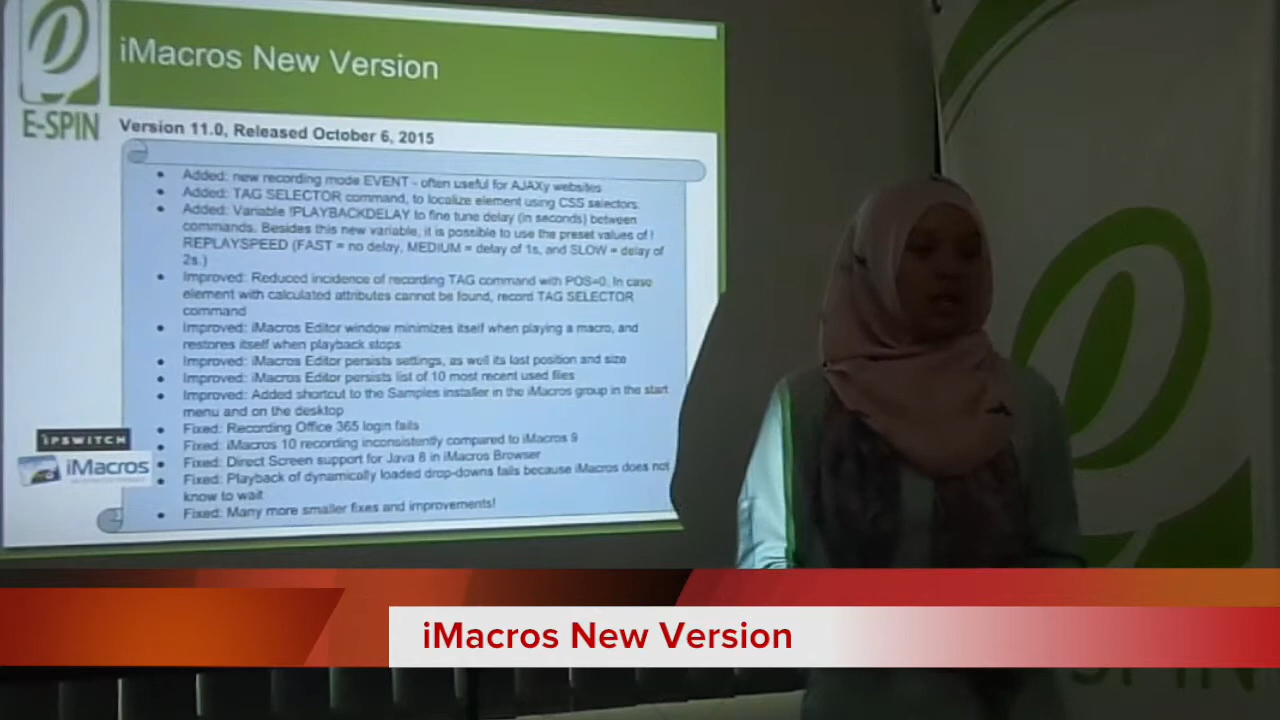 iMacros New Version
E-SPIN
Version 11.0, Released October 6, 2015
Added: new recording mode EVENT - often useful for AJAXy websites
Added: TAG SELECTOR command, to localize element using CSS selectors.
Added: Variable !PLAYBACKDELAY to fine tune delay (in seconds) between
commands. Besides this new variable, it is possible to use the preset values of !
REPLAYSPEED (FAST = no delay, MEDIUM = delay of 1s, and SLOW = delay of
2s.)
Improved: Reduced incidence of recording TAG command with POS=0. In case
element with calculated attributes cannot be found, record TAG SELECTOR
command
Improved: iMacros Editor window minimizes itself when playing a macro, and
restores itself when playback stops
Improved: iMacros Editor persists settings, as well its last position and size
Improved: iMacros Editor persists list of 10 most recent used files
Improved: Added shortcut to the Samples installer in the iMacros group in the start
menu and on the desktop
Fixed: Recording Office 365 login fails
Fixed: iMacros 10 recording inconsistently compared to iMacros 9
Fixed: Direct Screen support for Java 8 in iMacros Browser
Fixed: Playback of dynamically loaded drop-downs fails because iMacros does not
know to wait
Fixed: Many more smaller fixes and improvements!
IPSWITCH
iMacros
iMacros New Version